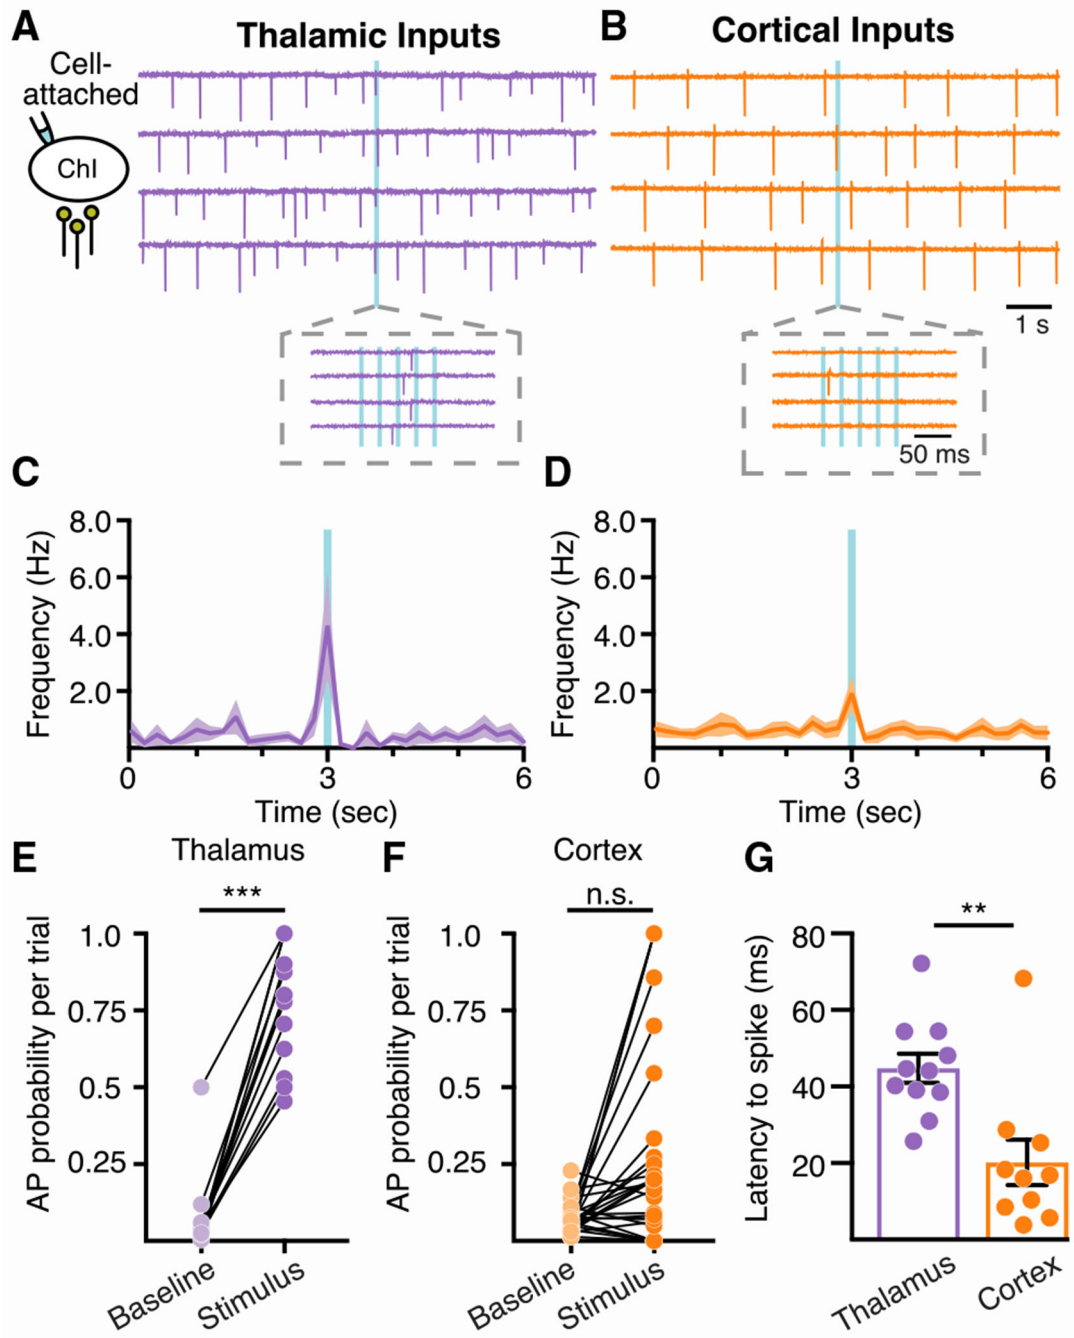 A
Thalamic Inputs
B
Cortical Inputs
Cell-
attached
ChI
1 s
50 ms
C
D
8.0
6.0
4.0
2.0
Frequency (Hz)
0
3
6
Time (sec)
8.0
6.0
4.0
2.0
Frequency (Hz)
0
3
6
Time (sec)
E
Thalamus
***
1.0
0.75
0.5
0.25
AP probability per trial
Baseline
Stimulus
F
Cortex
n.s.
1.0
0.75
0.5
0.25
AP probability per trial
Baseline
Stimulus
G
**
80
60
40
20
Latency to spike (ms)
Thalamus
Cortex